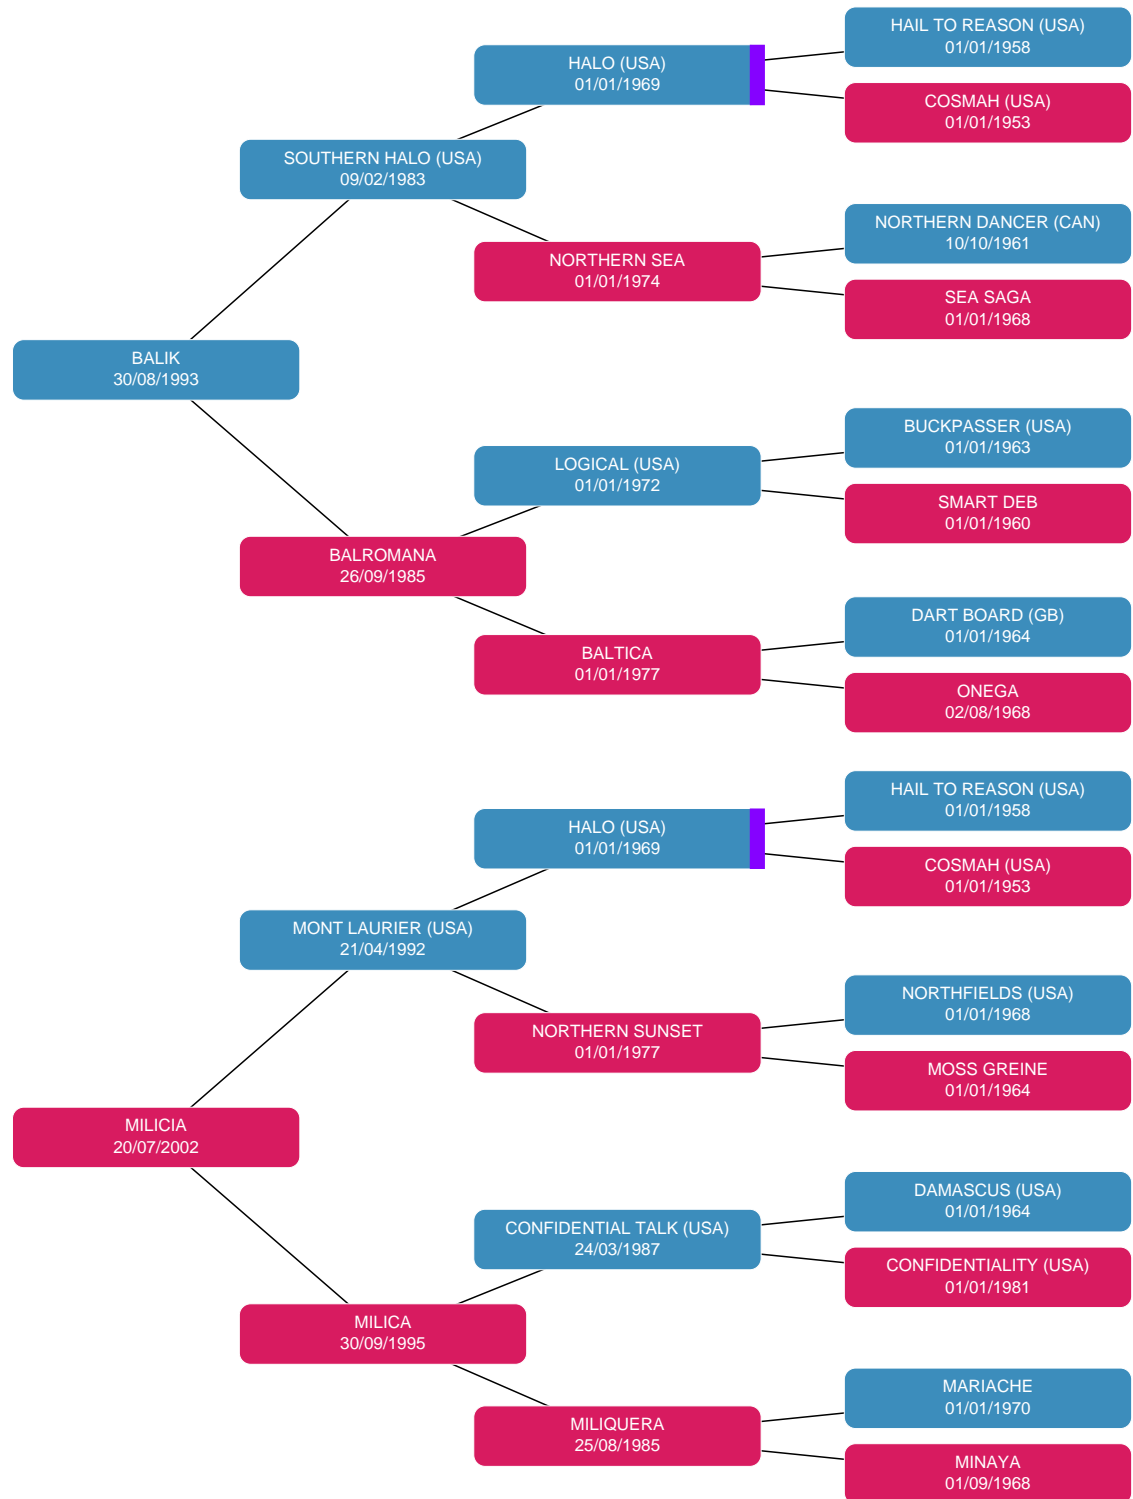 HAIL TO REASON (USA)
01/01/1958
HALO (USA)
01/01/1969
COSMAH (USA)
01/01/1953
SOUTHERN HALO (USA)
09/02/1983
NORTHERN DANCER (CAN)
10/10/1961
NORTHERN SEA
01/01/1974
SEA SAGA
01/01/1968
BALIK
30/08/1993
BUCKPASSER (USA)
01/01/1963
LOGICAL (USA)
01/01/1972
SMART DEB
01/01/1960
BALROMANA
26/09/1985
DART BOARD (GB)
01/01/1964
BALTICA
01/01/1977
ONEGA
02/08/1968
HAIL TO REASON (USA)
01/01/1958
HALO (USA)
01/01/1969
COSMAH (USA)
01/01/1953
MONT LAURIER (USA)
21/04/1992
NORTHFIELDS (USA)
01/01/1968
NORTHERN SUNSET
01/01/1977
MOSS GREINE
01/01/1964
MILICIA
20/07/2002
DAMASCUS (USA)
01/01/1964
CONFIDENTIAL TALK (USA)
24/03/1987
CONFIDENTIALITY (USA)
01/01/1981
MILICA
30/09/1995
MARIACHE
01/01/1970
MILIQUERA
25/08/1985
MINAYA
01/09/1968